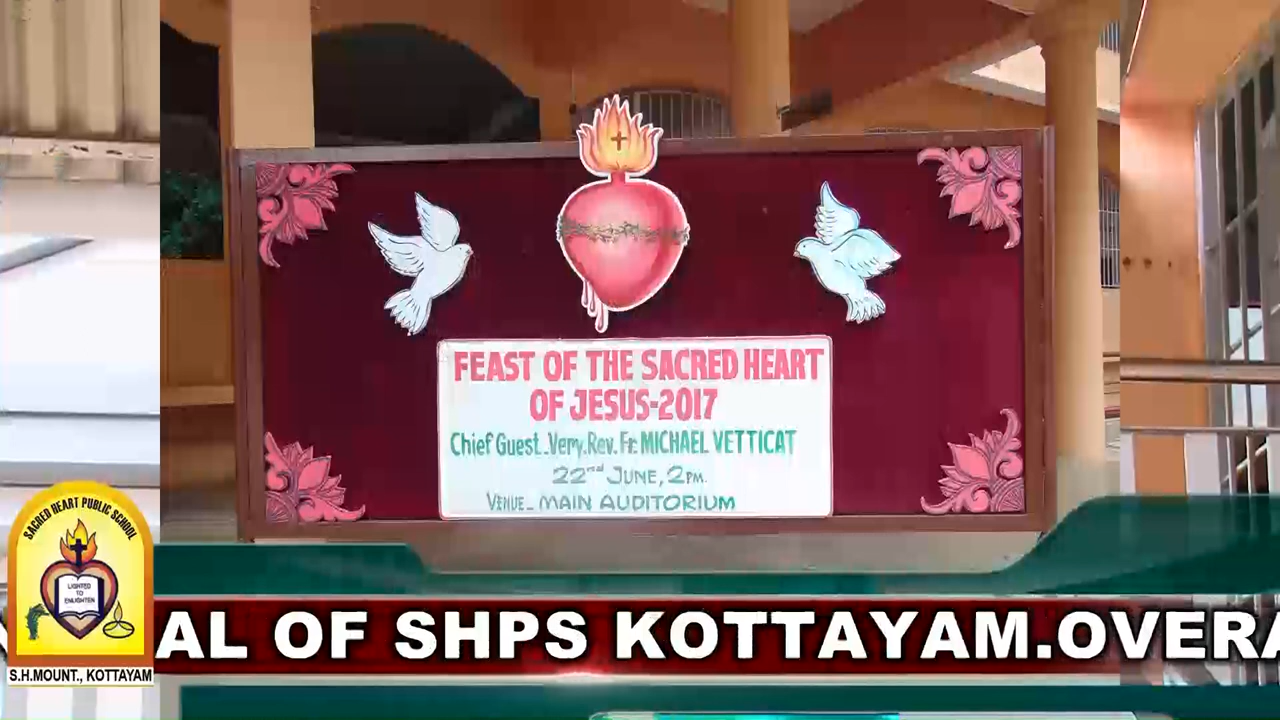 FEAST OF THE SACRED HEART
OF JESUS-2017
Chief Guest_Very.Rev.Fr.MICHAEL VETTICAT
22nd JUNE, 2PM.
VENUE_ MAIN AUDITORIUM
SACRED HEART PUBLIC SCHOOL
LIGHTED
TO
ENLIGHTEN
S.H.MOUNT., KOTTAYAM
AL OF SHPS KOTTAYAM.OVERA